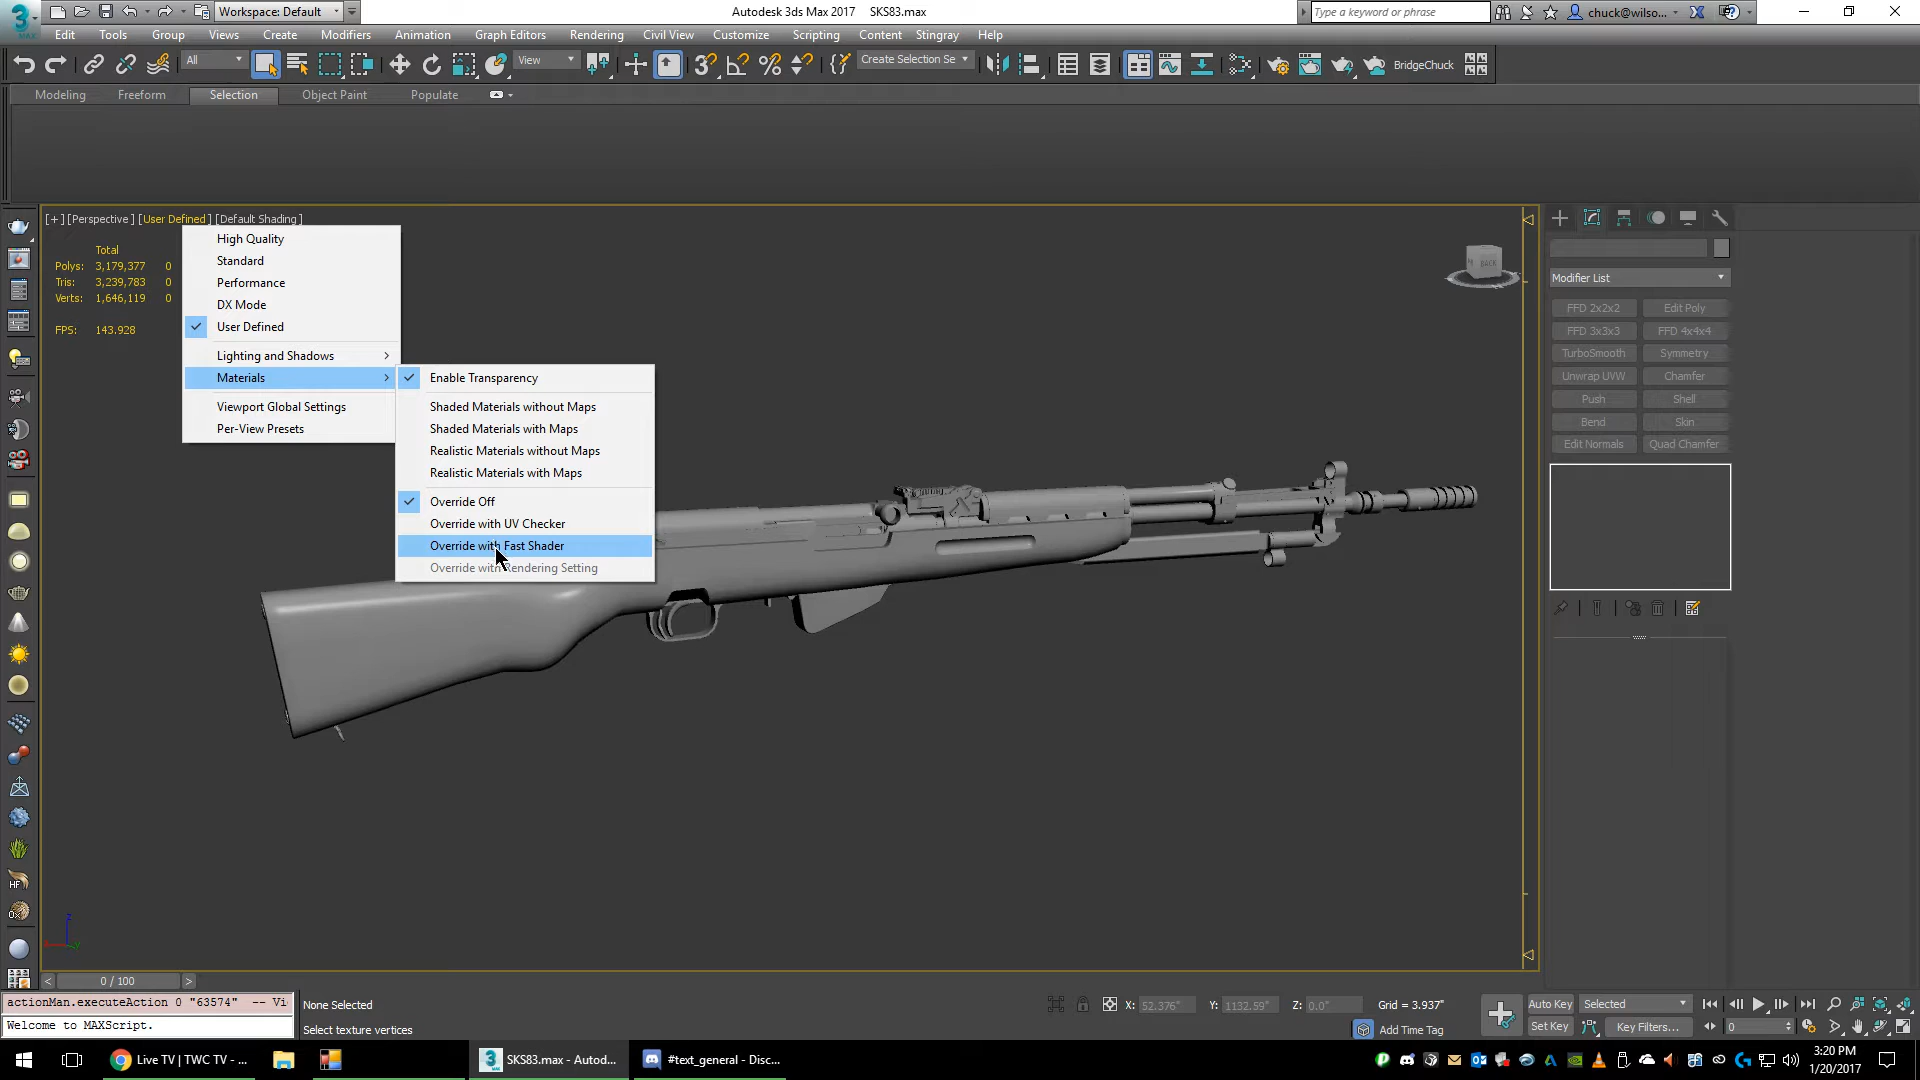 Workspace: Default
Autodesk 3ds Max 2017    SKS83.max
Type a keyword or phrase
chuck@wilso...
MAX
Edit Tools Group Views Create Modifiers Animation Graph Editors Rendering Civil View Customize Scripting Content Stingray Help
All
View
Create Selection Se
BridgeChuck
Modeling Freeform Selection Object Paint Populate
[+] [Perspective] [User Defined] [Default Shading]
Total
Polys: 3,179,377 0
Tris: 3,239,783 0
Verts: 1,646,119 0
FPS: 143.928
High Quality
Standard
Performance
DX Mode
User Defined
Lighting and Shadows
Materials
Viewport Global Settings
Per-View Presets
Enable Transparency
Shaded Materials without Maps
Shaded Materials with Maps
Realistic Materials without Maps
Realistic Materials with Maps
Override Off
Override with UV Checker
Override with Fast Shader
Override with Rendering Setting
BACK
Modifier List
FFD 2x2x2 Edit Poly
FFD 3x3x3 FFD 4x4x4
TurboSmooth Symmetry
Unwrap UVW Chamfer
Push Shell
Bend Skin
Edit Normals Quad Chamfer
HF
Z
0 / 100
actionMan.executeAction 0 "63574" -- Vi
Welcome to MAXScript.
None Selected
Select texture vertices
X: 52.376" Y: 1132.59" Z: 0.0" Grid = 3.937"
Add Time Tag
Auto Key Selected
Set Key Key Filters...
0
Live TV | TWC TV - ...
SKS83.max - Autod...
#text_general - Disc...
3:20 PM
1/20/2017